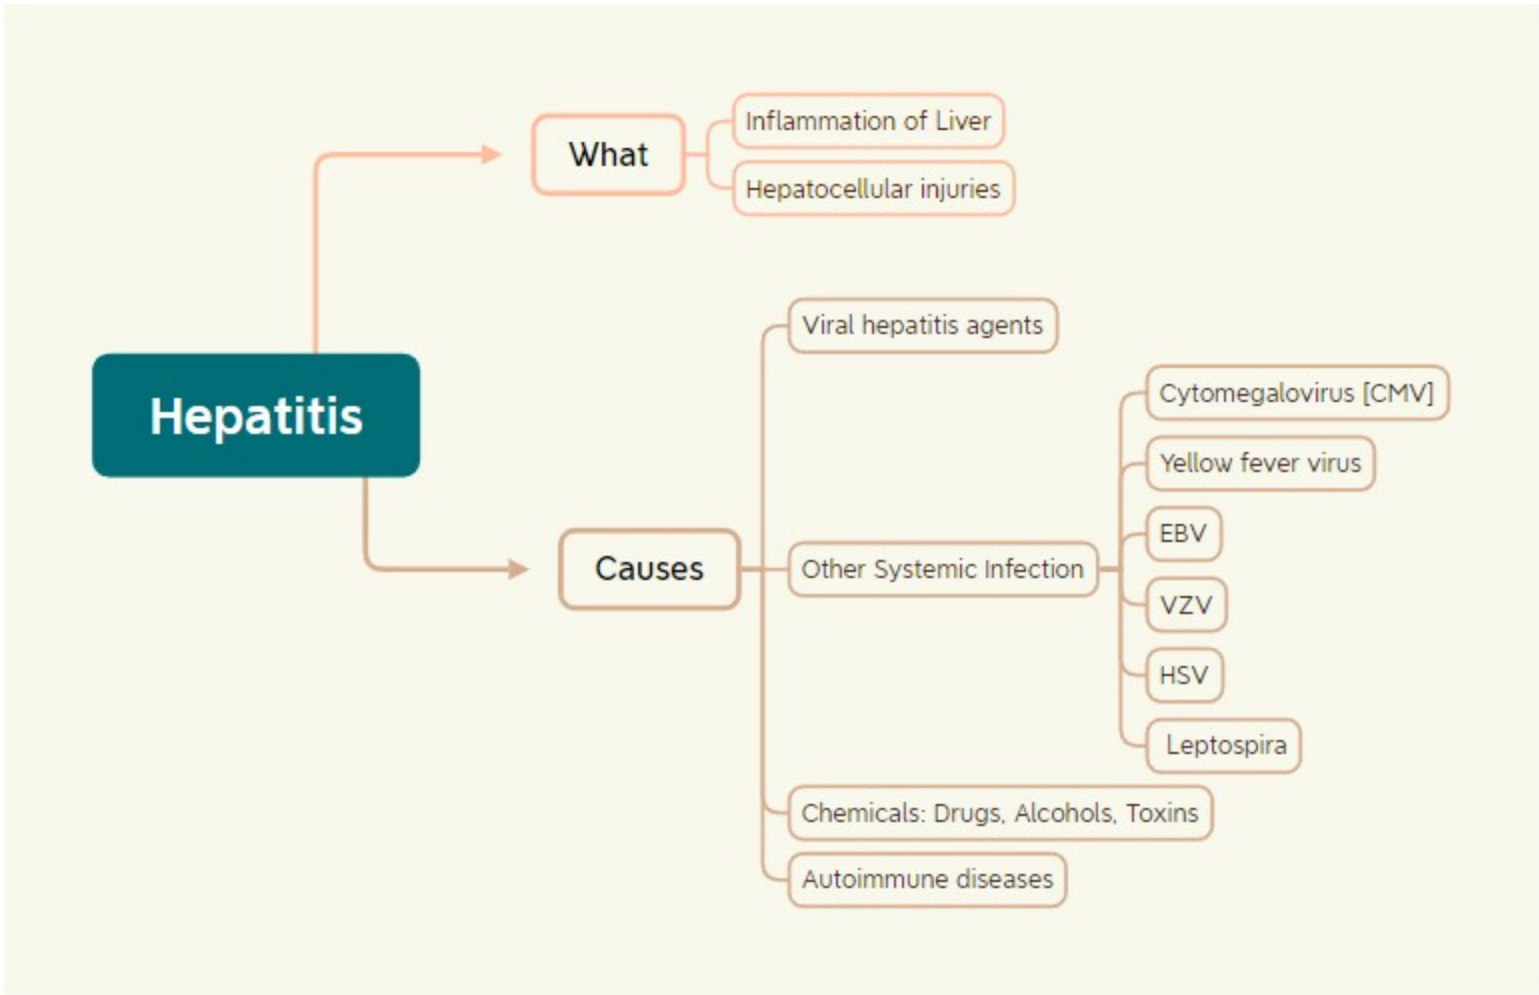 Hepatitis
What
Inflammation of Liver
Hepatocellular injuries
Causes
Viral hepatitis agents
Other Systemic Infection
Cytomegalovirus [CMV]
Yellow fever virus
EBV
VZV
HSV
Leptospira
Chemicals: Drugs, Alcohols, Toxins
Autoimmune diseases